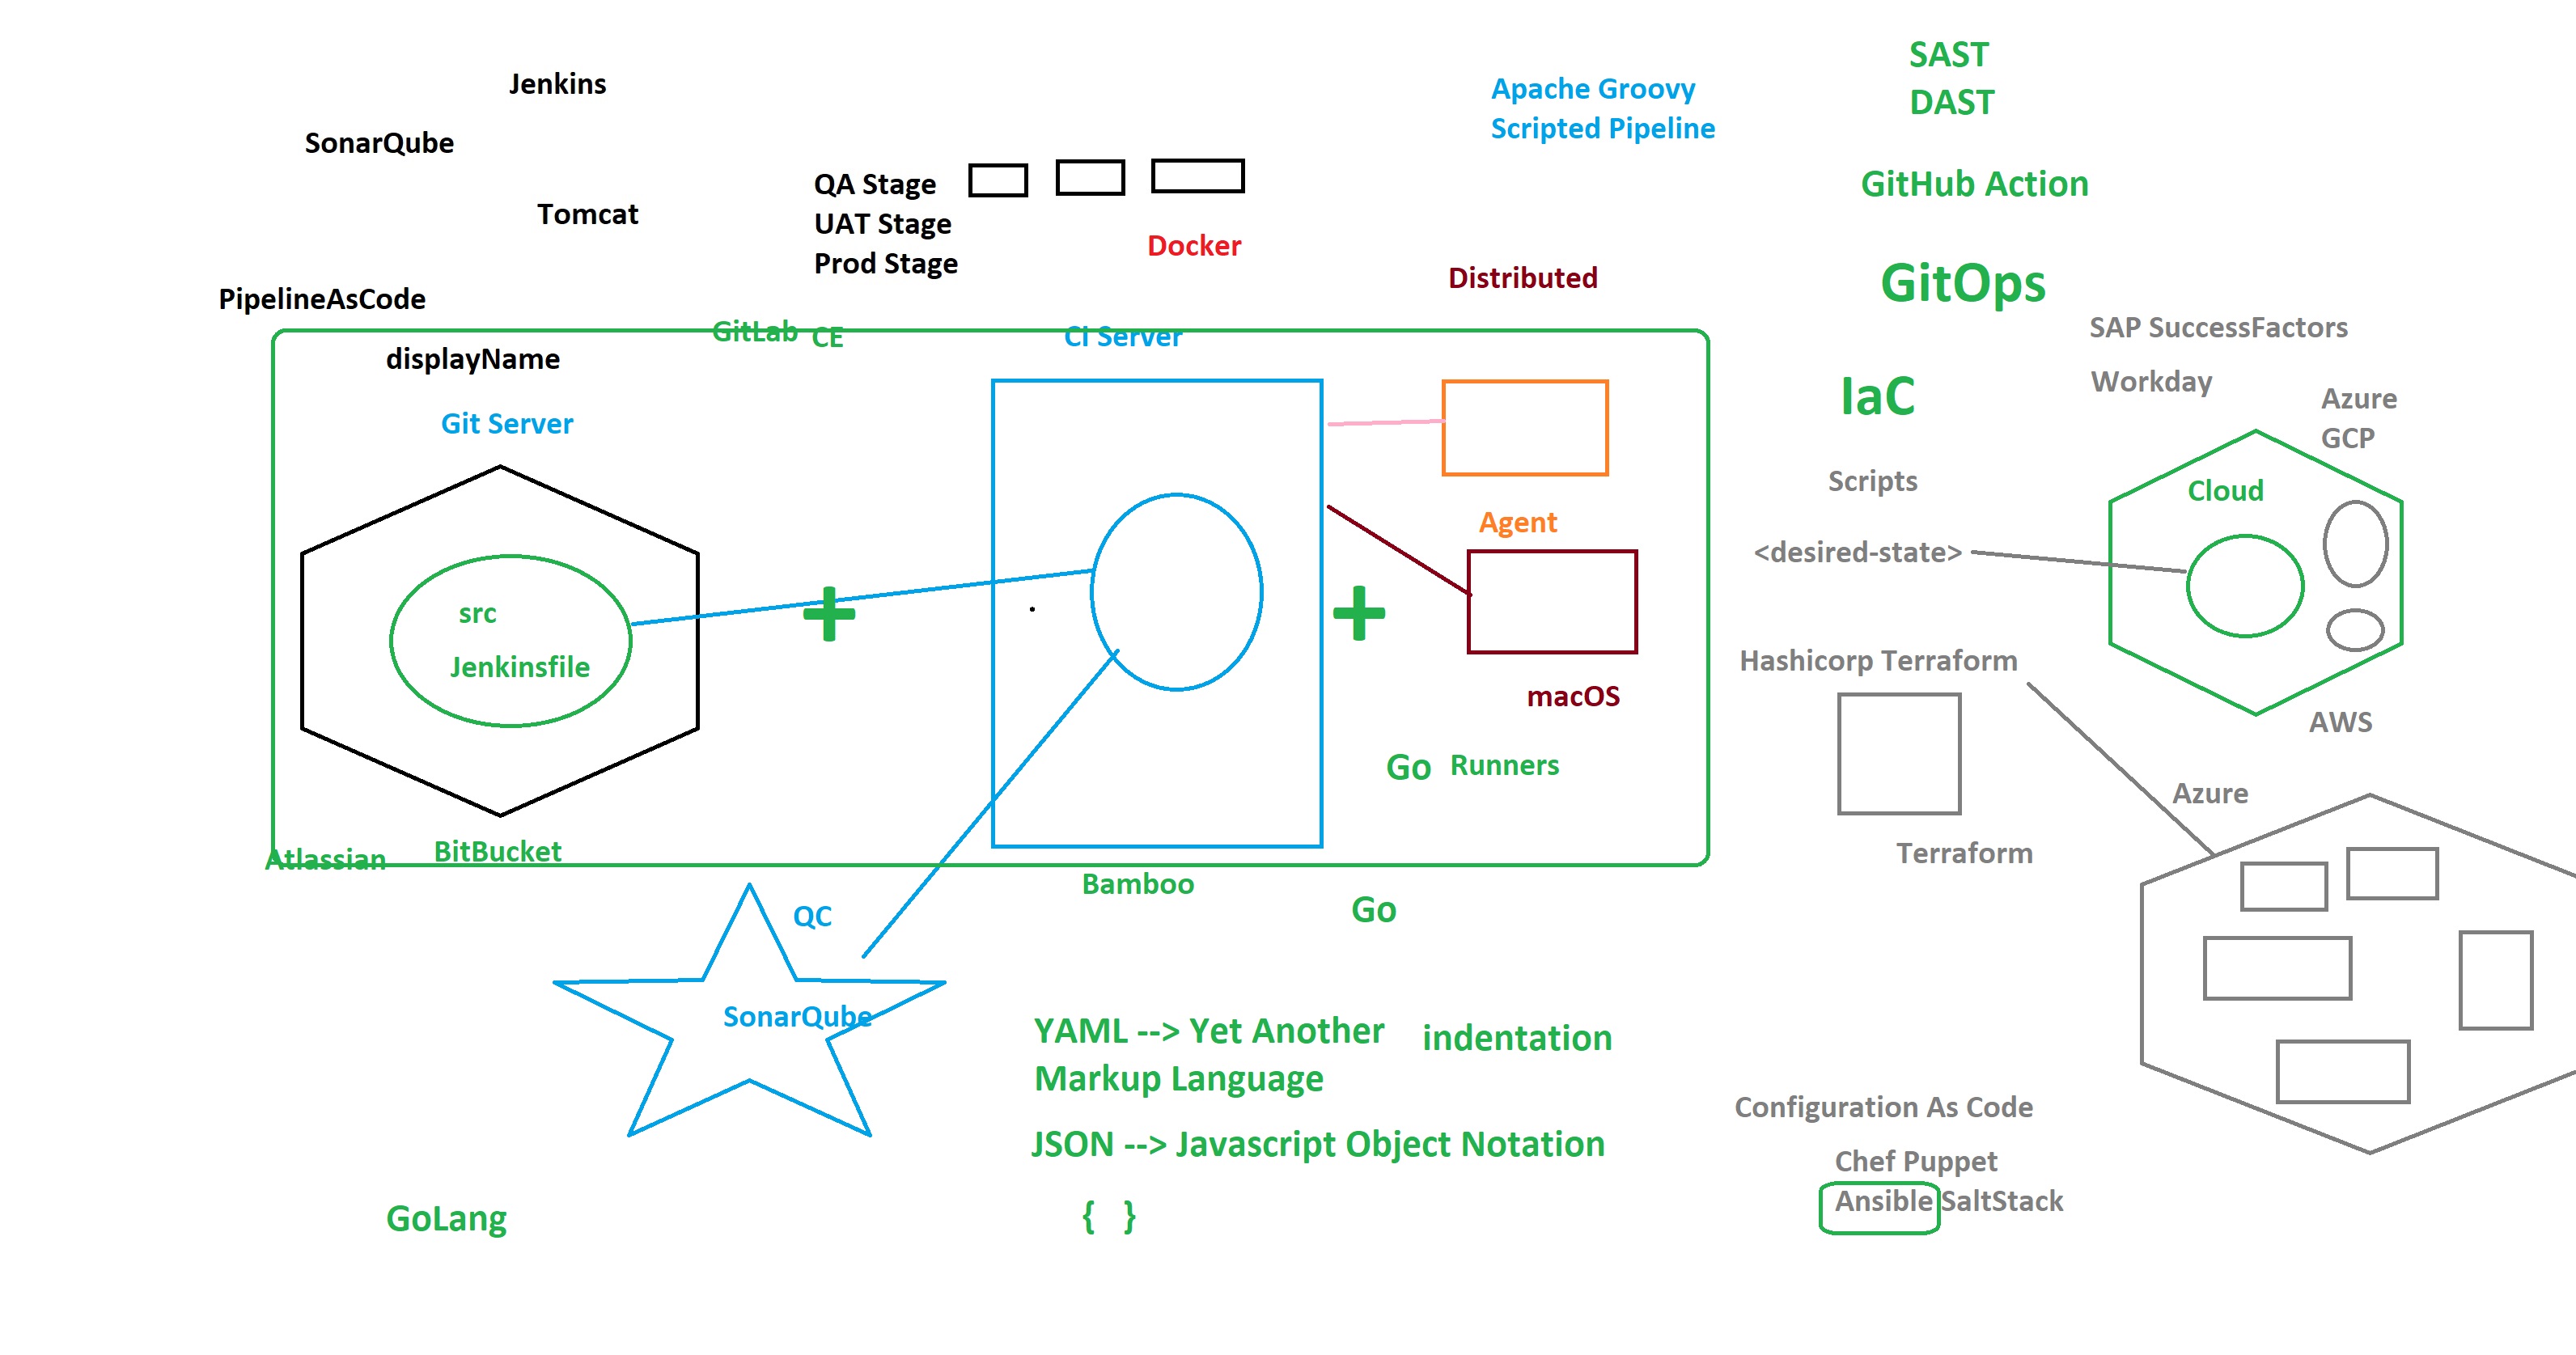 Jenkins
SonarQube
Tomcat
PipelineAsCode
QA Stage
UAT Stage
Prod Stage
Docker
Apache Groovy
Scripted Pipeline
Distributed
SAST
DAST
GitHub Action
GitOps
GitLab CE
CI Server
displayName
Git Server
src
Jenkinsfile
BitBucket
Atlassian
Agent
macOS
Go Runners
Bamboo
Go
QC
SonarQube
YAML --> Yet Another
Markup Language
indentation
JSON --> Javascript Object Notation
{ }
GoLang
SAP SuccessFactors
Workday
IaC
Azure
GCP
Scripts
Cloud
<desired-state>
Hashicorp Terraform
AWS
Azure
Terraform
Configuration As Code
Chef Puppet
Ansible SaltStack